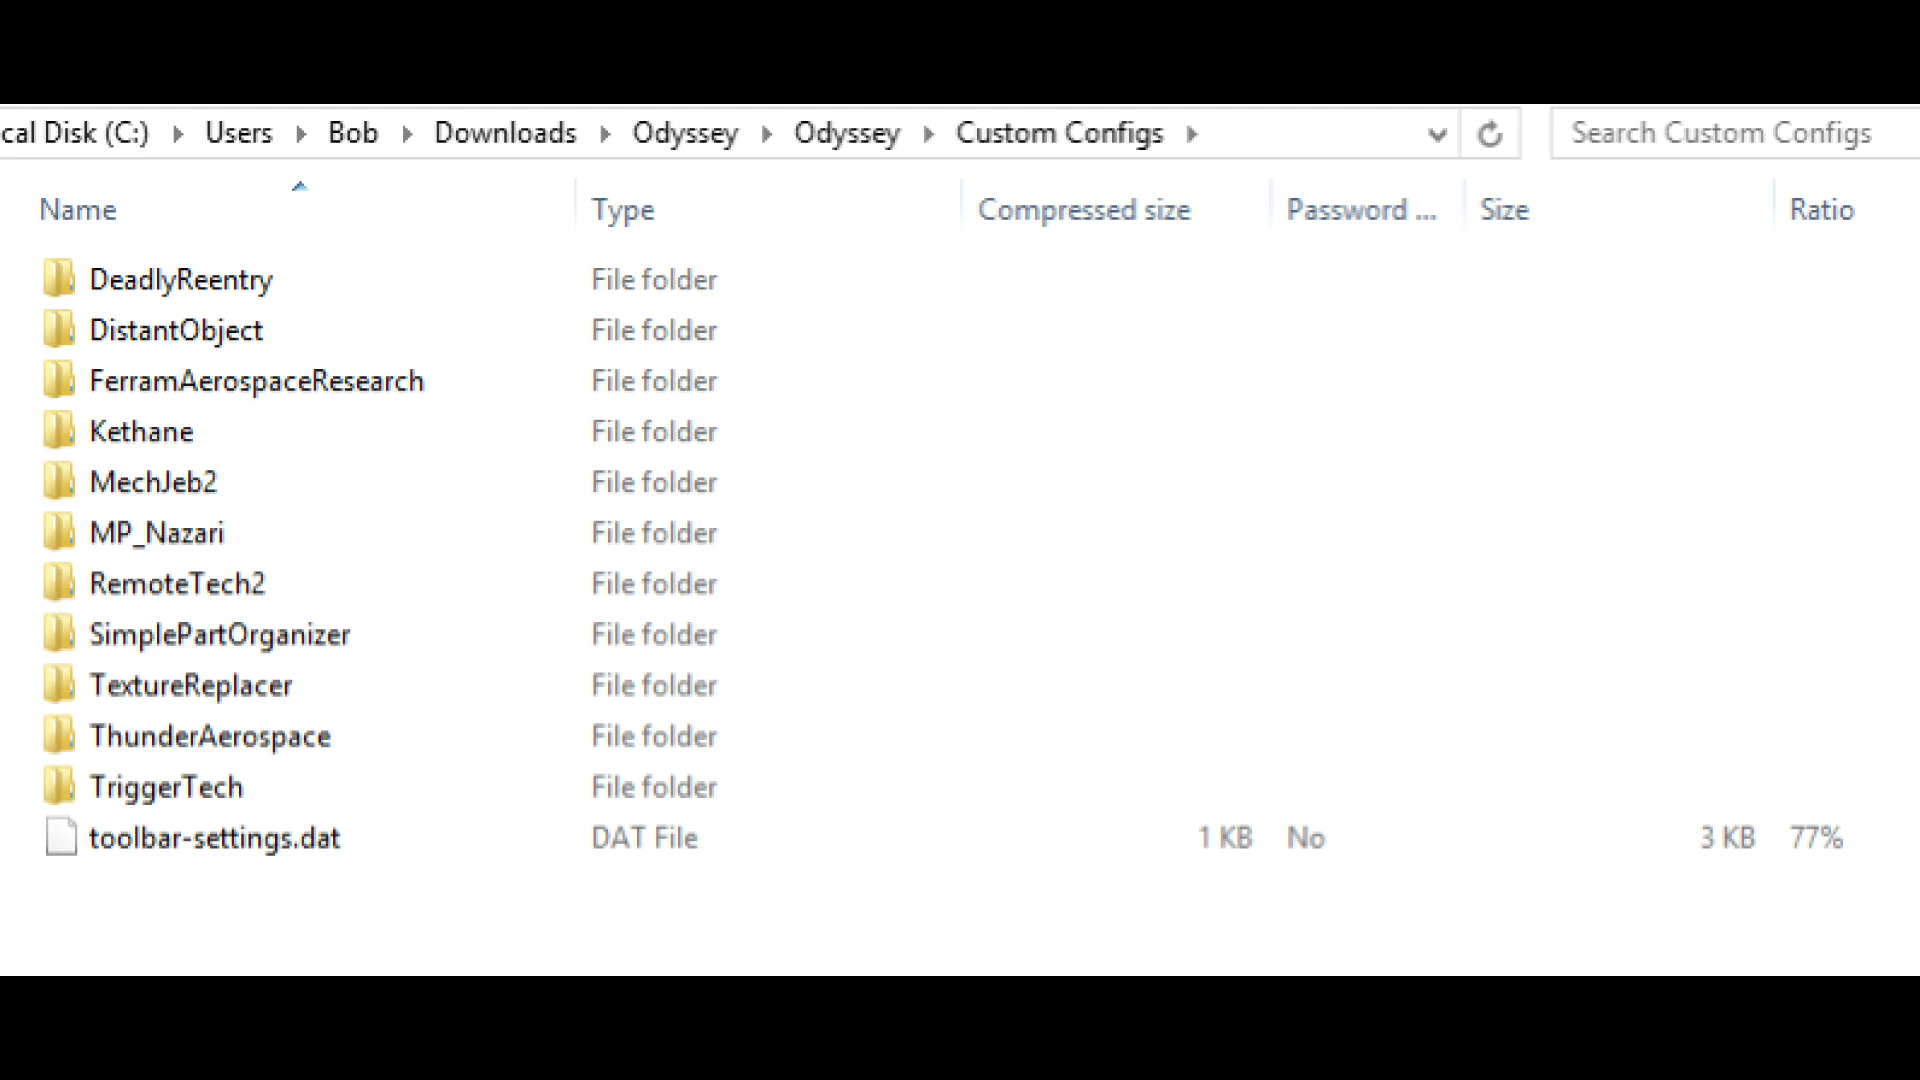 cal Disk (C:) Users Bob Downloads Odyssey Odyssey Custom Configs Search Custom Configs
Name Type Compressed size Password ... Size Ratio
DeadlyReentry File folder
DistantObject File folder
FerramAerospaceResearch File folder
Kethane File folder
MechJeb2 File folder
MP_Nazari File folder
RemoteTech2 File folder
SimplePartOrganizer File folder
TextureReplacer File folder
ThunderAerospace File folder
TriggerTech File folder
toolbar-settings.dat DAT File 1 KB No 3 KB 77%